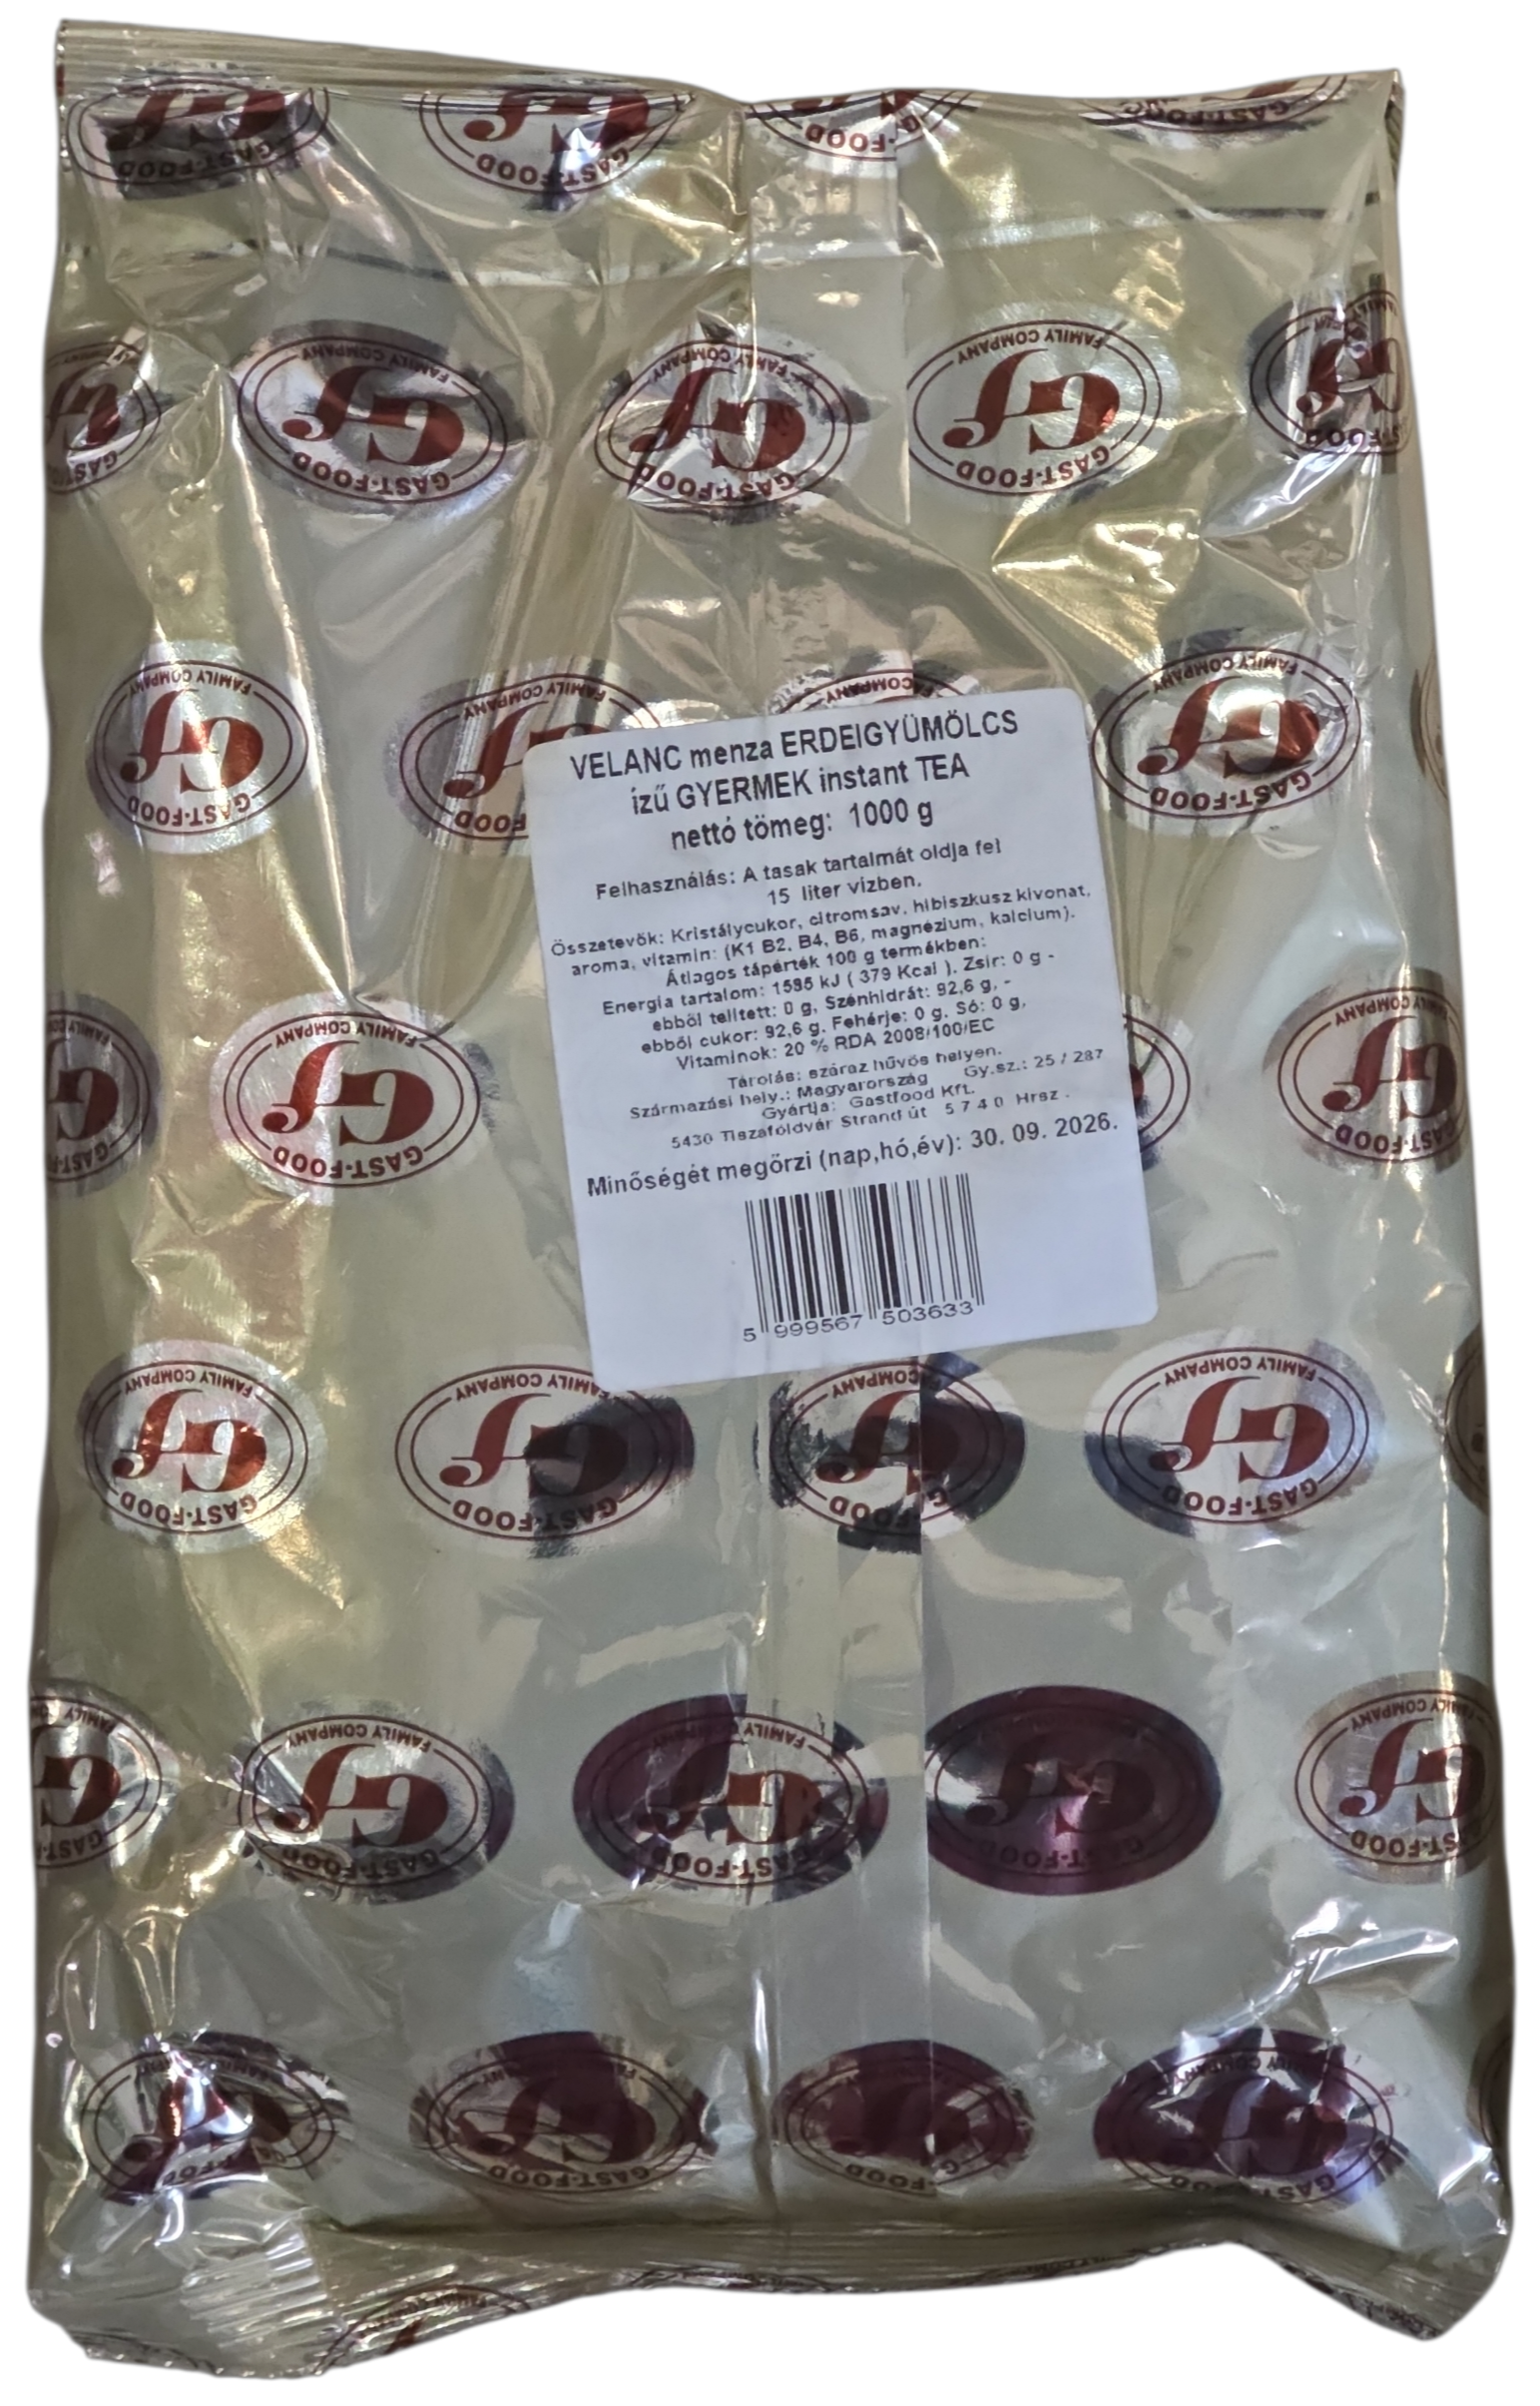 VELANC menza ERDEIGYÜMÖLCS
ízű GYERMEK instant TEA
nettó tömeg: 1000 g
Felhasználás: A tasak tartalmát oldja fel
15 liter vízben.
Összetevők: Kristálycukor, citromsav, hibiszkusz kivonat,
aroma, vitamin: (K1 B2, B4, B6, magnézium, kalcium).
Átlagos tápérték 100 g termékben:
Energia tartalom: 1585 kJ ( 379 Kcal ). Zsír: 0 g -
ebből telített: 0 g, Szénhidrát: 92,6 g, -
ebből cukor: 92,6 g. Fehérje: 0 g. Só: 0 g,
Vitaminok: 20 % RDA 2008/100/EC
Tárolás: száraz hűvös helyen.
Származási hely.: Magyarország Gy.sz.: 25 / 287
Gyártja: Gastfood Kft.
5430 Tiszaföldvár Strand út 5 7 4 0 Hrsz .
Minőségét megőrzi (nap,hó,év): 30. 09. 2026.
5 999567 503633
GAST-FOOD
FAMILY COMPANY